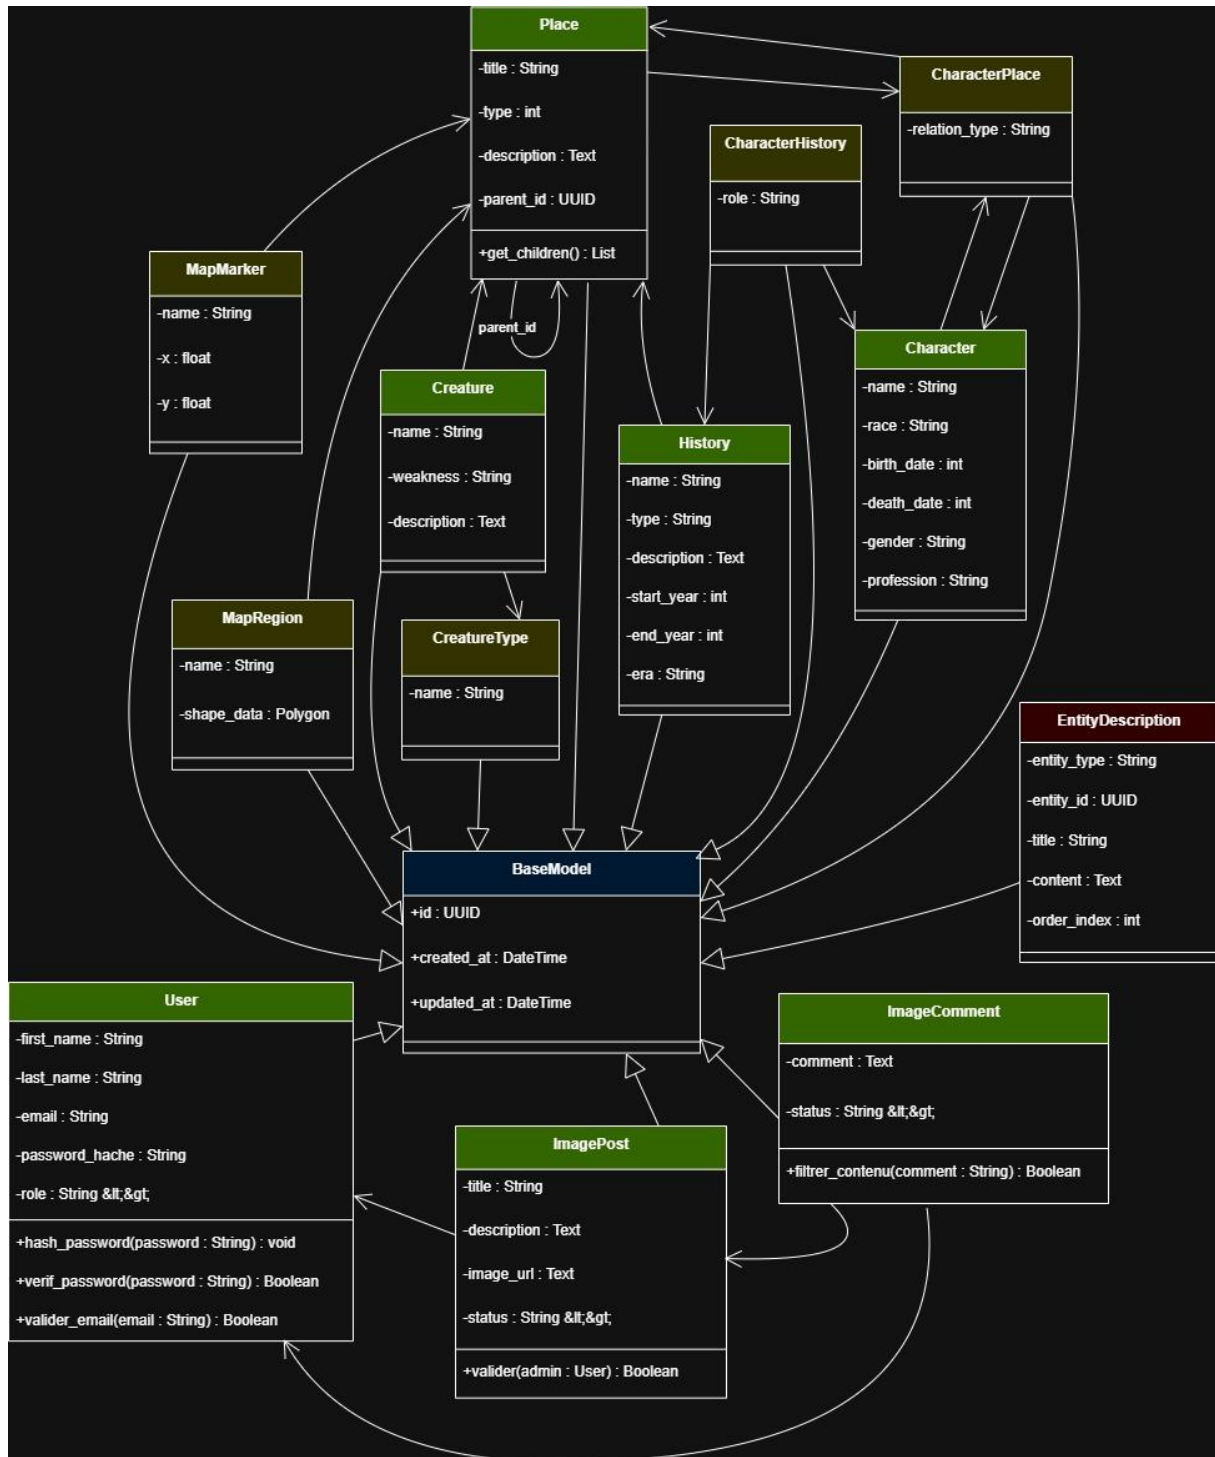 Place
-title : String
-type : int
-description : Text
-parent_id : UUID
+get_children() : List
parent_id
CharacterPlace
-relation_type : String
CharacterHistory
-role : String
MapMarker
-name : String
-x : float
-y : float
Creature
-name : String
-weakness : String
-description : Text
History
-name : String
-type : String
-description : Text
-start_year : int
-end_year : int
-era : String
Character
-name : String
-race : String
-birth_date : int
-death_date : int
-gender : String
-profession : String
MapRegion
-name : String
-shape_data : Polygon
CreatureType
-name : String
EntityDescription
-entity_type : String
-entity_id : UUID
-title : String
-content : Text
-order_index : int
BaseModel
+id : UUID
+created_at : DateTime
+updated_at : DateTime
User
-first_name : String
-last_name : String
-email : String
-password_hache : String
-role : String &lt;&gt;
+hash_password(password : String) : void
+verif_password(password : String) : Boolean
+valider_email(email : String) : Boolean
ImageComment
-comment : Text
-status : String &lt;&gt;
+filtrer_contenu(comment : String) : Boolean
ImagePost
-title : String
-description : Text
-image_url : Text
-status : String &lt;&gt;
+valider(admin : User) : Boolean